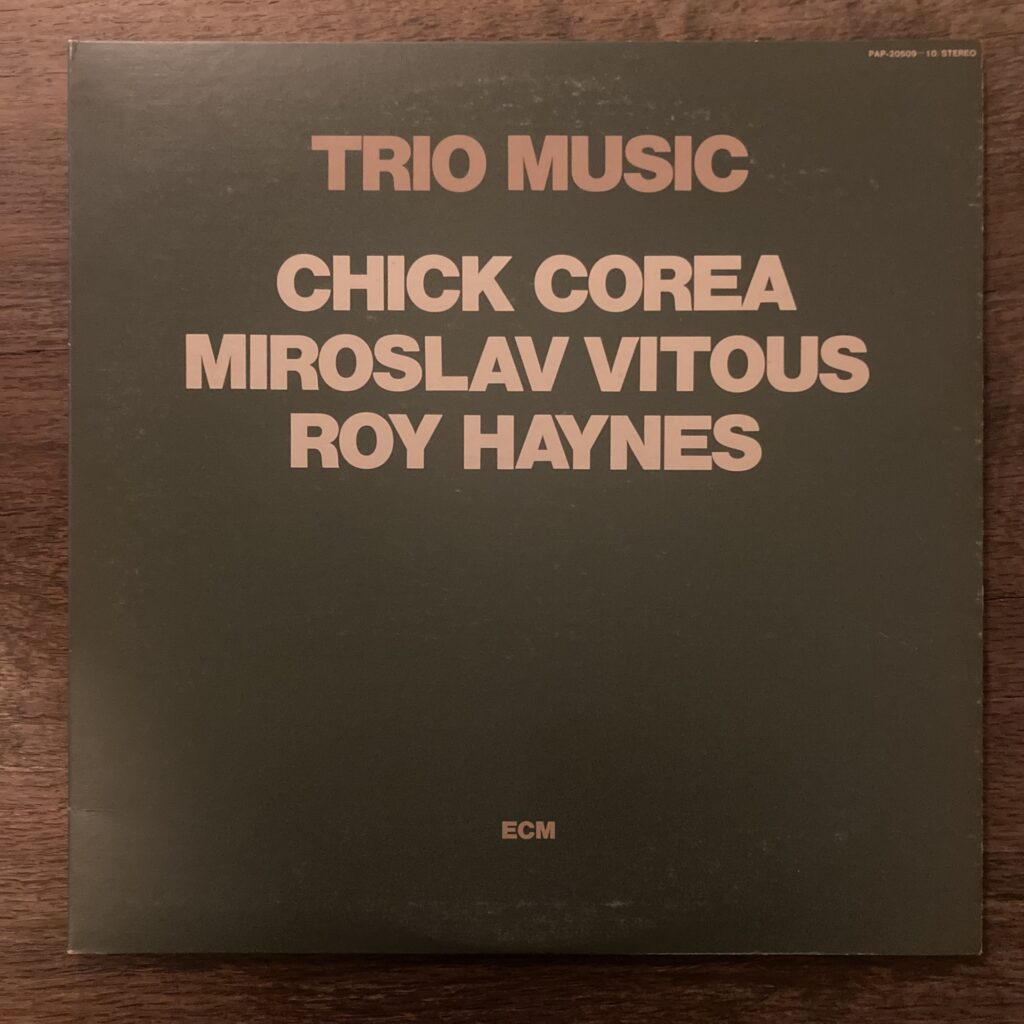 PAP-20509~10 STEREO
TRIO MUSIC
CHICK COREA
MIROSLAV VITOUS
ROY HAYNES
ECM